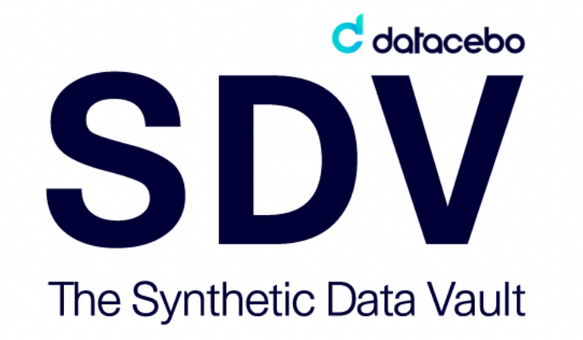 datacebo
SDV
The Synthetic Data Vault